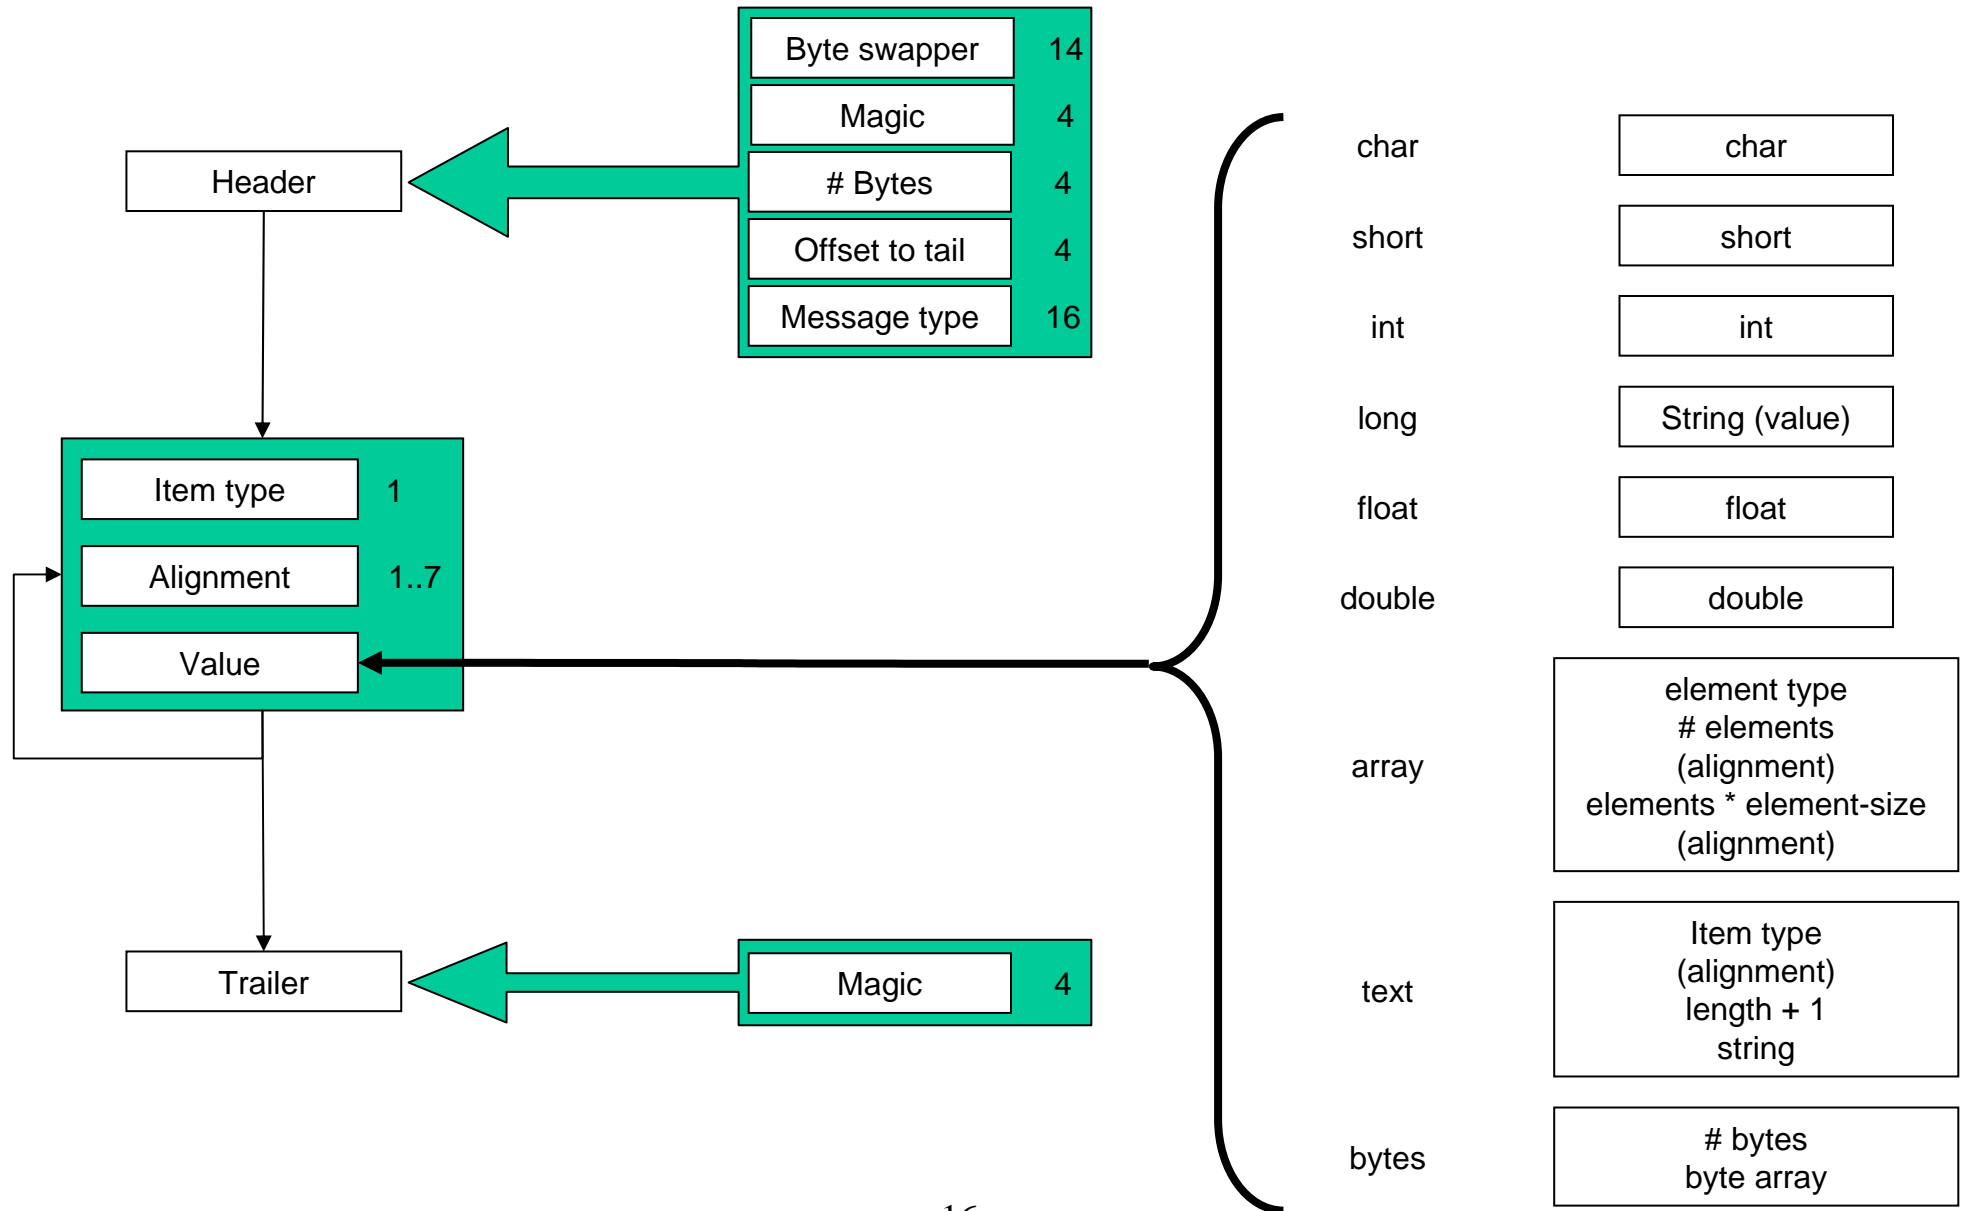 Byte swapper 14
Magic 4
# Bytes 4
Offset to tail 4
Message type 16
Header
Item type 1
Alignment 1..7
Value
Trailer
Magic 4
char char
short short
int int
long String (value)
float float
double double
array
element type
# elements
(alignment)
elements * element-size
(alignment)
text
Item type
(alignment)
length + 1
string
bytes
# bytes
byte array
16